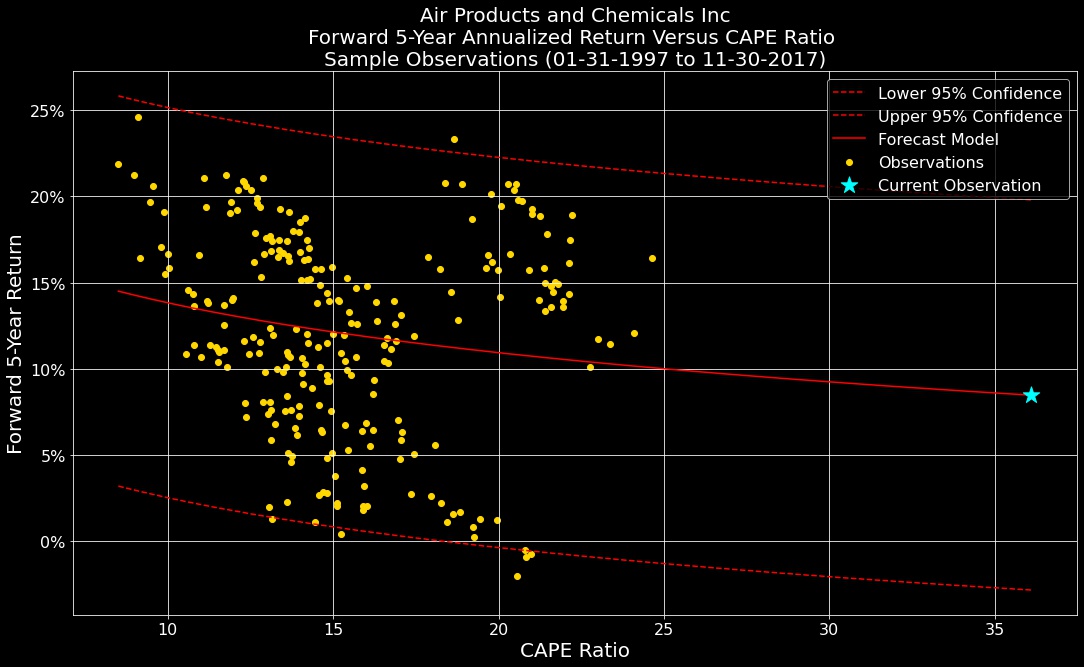 Air Products and Chemicals Inc
Forward 5-Year Annualized Return Versus CAPE Ratio
Sample Observations (01-31-1997 to 11-30-2017)
Lower 95% Confidence
Upper 95% Confidence
Forecast Model
Observations
Current Observation
Forward 5-Year Return
25%
20%
15%
10%
5%
0%
10
15
20
25
30
35
CAPE Ratio